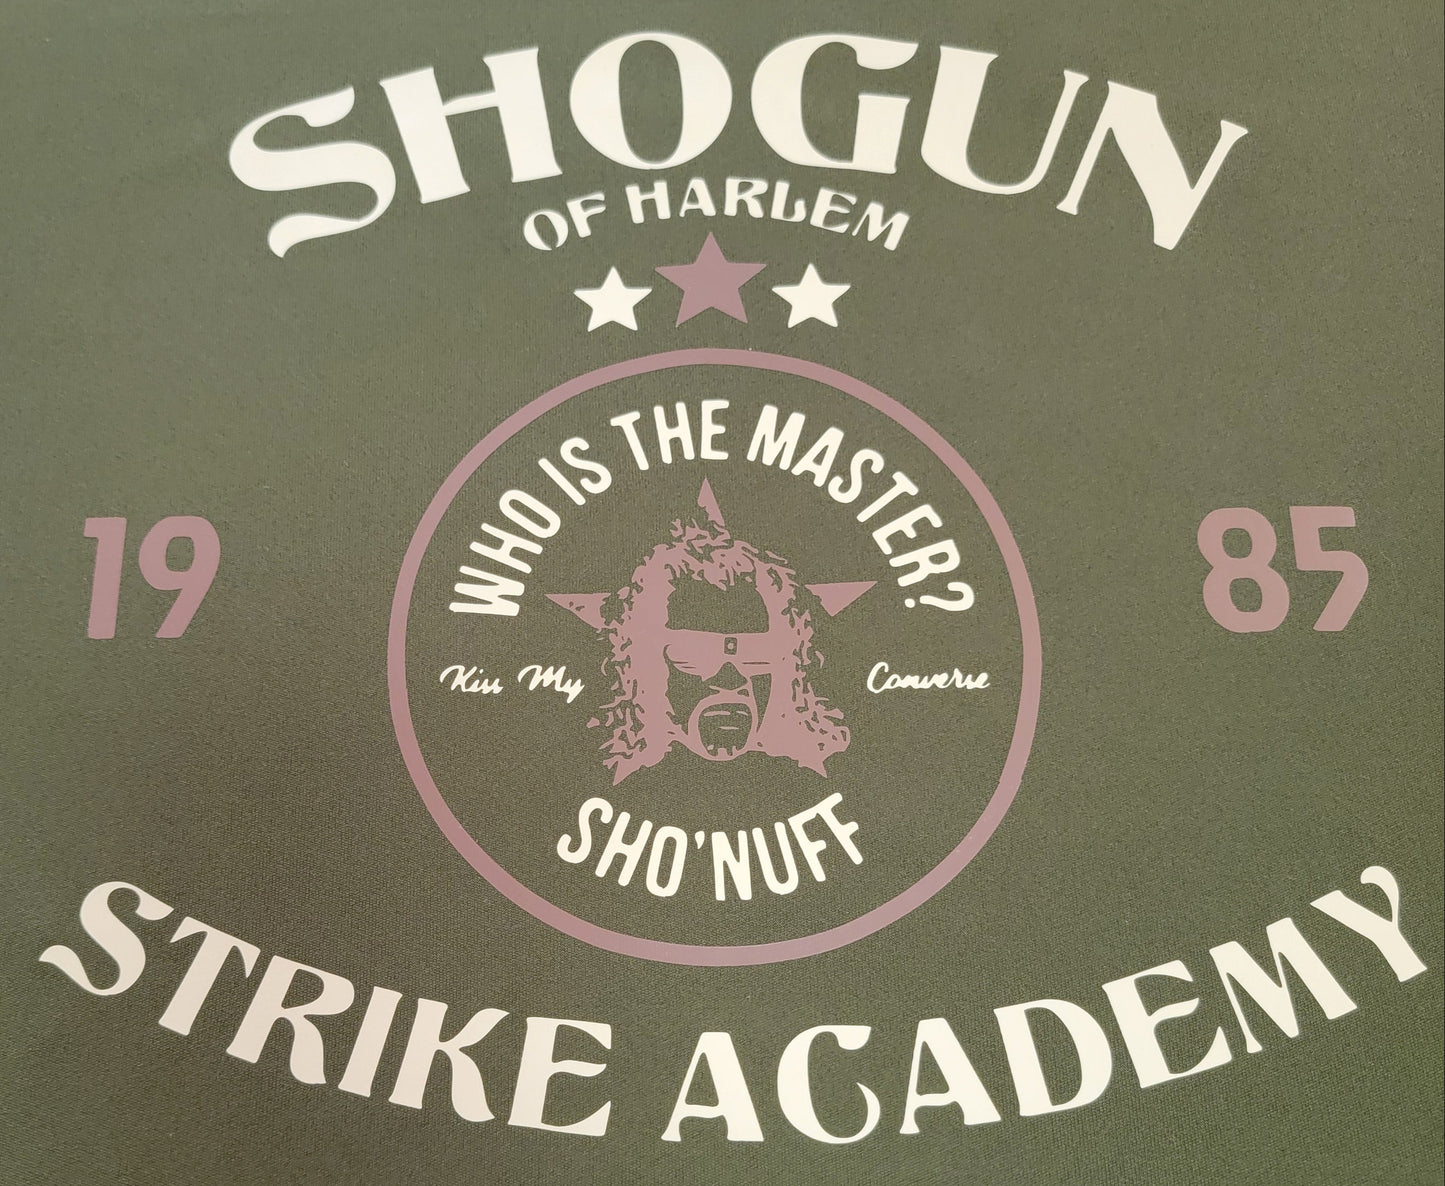 SHOGUN
OF HARLEM
WHO IS THE MASTER?
19 85
Kiss My Converse
SHO'NUFF
STRIKE ACADEMY